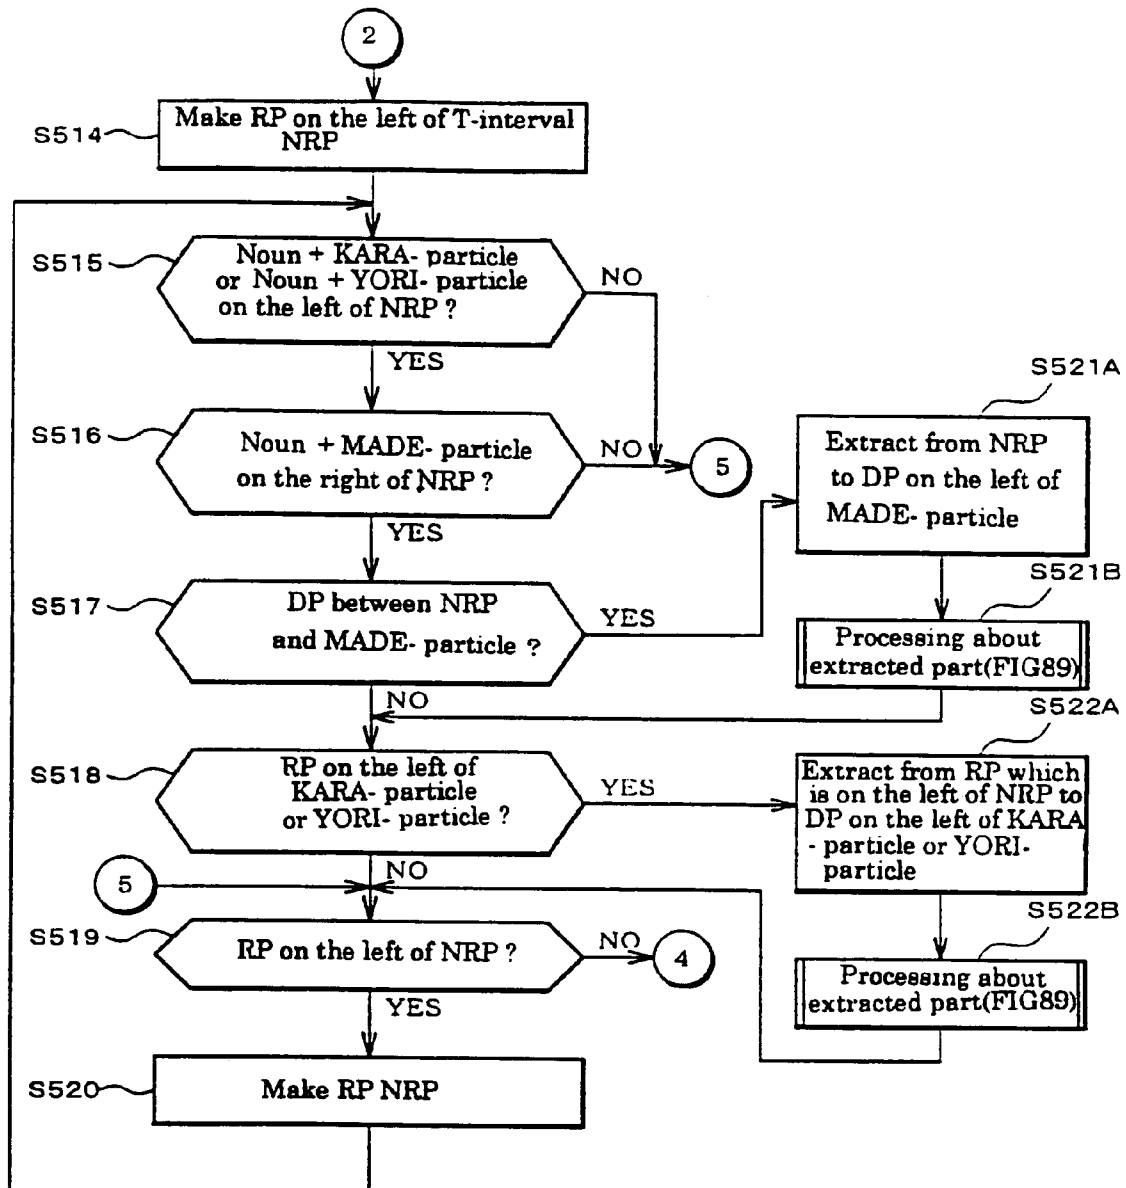 2
S514
Make RP on the left of T-interval
NRP
S515
Noun + KARA- particle
or Noun + YORI- particle
on the left of NRP ?
NO
YES
S516
Noun + MADE- particle
on the right of NRP ?
NO
5
YES
S517
DP between NRP
and MADE- particle ?
YES
NO
S521A
Extract from NRP
to DP on the left of
MADE- particle
S521B
Processing about
extracted part(FIG89)
S518
RP on the left of
KARA- particle
or YORI- particle ?
YES
NO
S522A
Extract from RP which
is on the left of NRP to
DP on the left of KARA
- particle or YORI-
particle
S522B
Processing about
extracted part(FIG89)
5
S519
RP on the left of NRP ?
NO
4
YES
S520
Make RP NRP